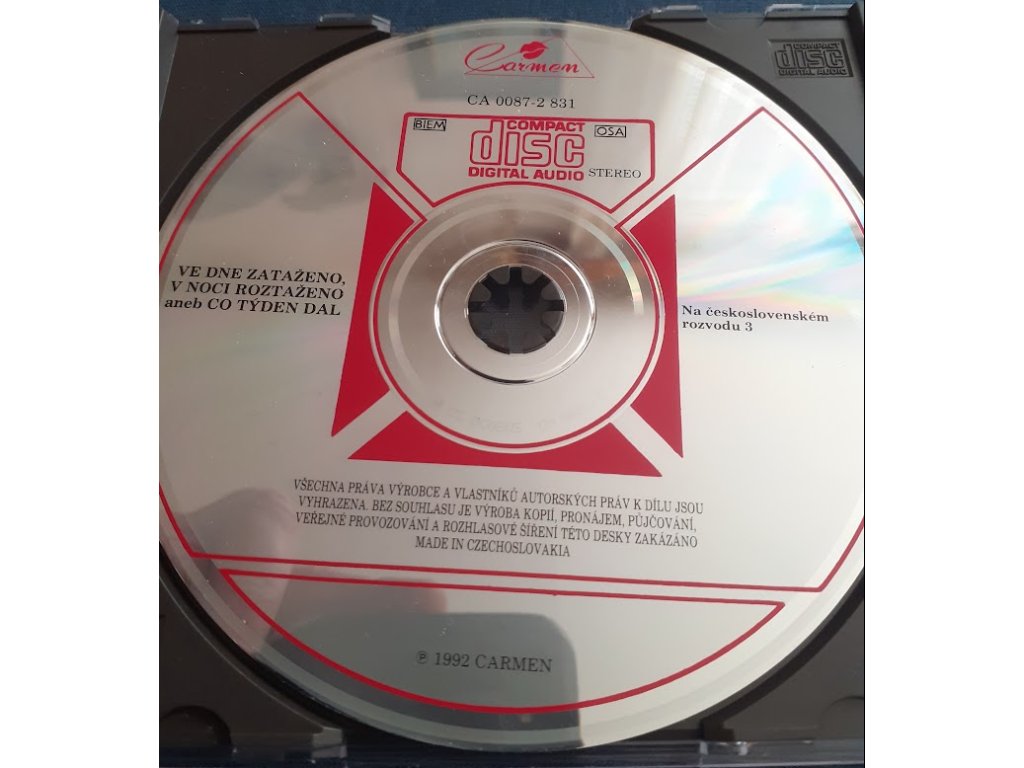 Carmen
CA 0087-2 831
BIEM
COMPACT
disc
DIGITAL AUDIO
OSA
STEREO
COMPACT
disc
DIGITAL AUDIO
VE DNE ZATAŽENO,
V NOCI ROZTAŽENO
aneb CO TÝDEN DAL
Na československém
rozvodu 3
VŠECHNA PRÁVA VÝROBCE A VLASTNÍKŮ AUTORSKÝCH PRÁV K DÍLU JSOU
VYHRAZENA. BEZ SOUHLASU JE VÝROBA KOPIÍ, PRONÁJEM, PŮJČOVÁNÍ,
VEŘEJNÉ PROVOZOVÁNÍ A ROZHLASOVÉ ŠÍŘENÍ TÉTO DESKY ZAKÁZÁNO
MADE IN CZECHOSLOVAKIA
℗ 1992 CARMEN